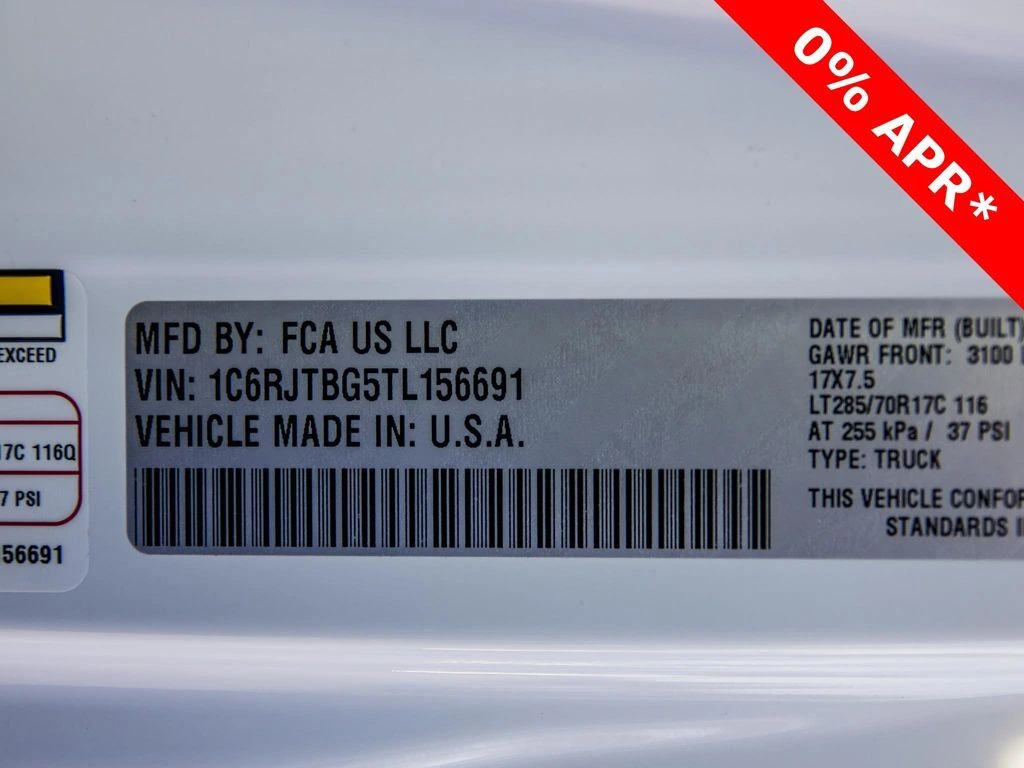 0% APR*
EXCEED
17C 116Q
7 PSI
156691
MFD BY: FCA US LLC
VIN: 1C6RJTBG5TL156691
VEHICLE MADE IN: U.S.A.
DATE OF MFR (BUILT)
GAWR FRONT: 3100
17X7.5
LT285/70R17C 116
AT 255 kPa / 37 PSI
TYPE: TRUCK
THIS VEHICLE CONFOR
STANDARDS I